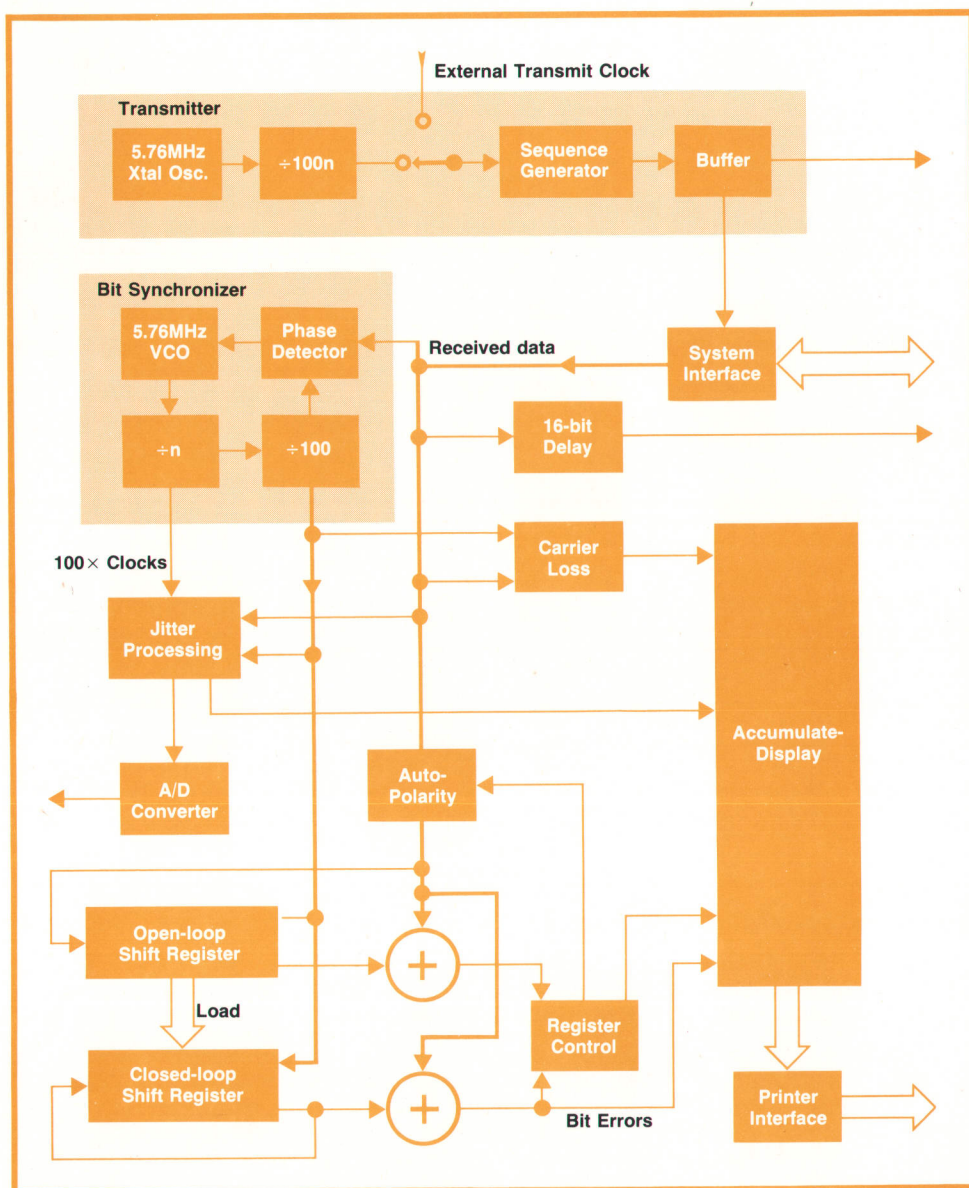 External Transmit Clock
Transmitter
5.76MHz
Xtal Osc.
÷100n
Sequence
Generator
Buffer
Bit Synchronizer
5.76MHz
VCO
Phase
Detector
Received data
System
Interface
÷n
÷100
16-bit
Delay
100× Clocks
Carrier
Loss
Jitter
Processing
Accumulate-
Display
A/D
Converter
Auto-
Polarity
Open-loop
Shift Register
+
Load
Register
Control
Closed-loop
Shift Register
+
Bit Errors
Printer
Interface